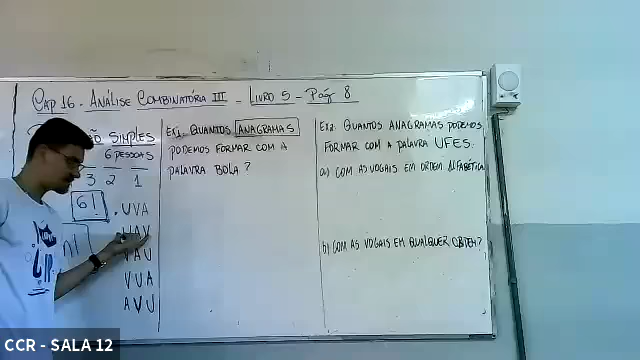 CAP 16 - ANÁLISE COMBINATÓRIA III - LIVRO 5 - PÁG 8
SIMPLES
6 PESSOAS
3 2 1
6!
n!
. UVA
UAV
VAU
VUA
AVU
EX1. QUANTOS ANAGRAMAS
PODEMOS FORMAR COM A
PALAVRA BOLA?
EX2. QUANTOS ANAGRAMAS PODEMOS
FORMAR COM A PALAVRA UFES:
a) COM AS VOGAIS EM ORDEM ALFABÉTICA
b) COM AS VOGAIS EM QUALQUER ORDEM?
CCR - SALA 12